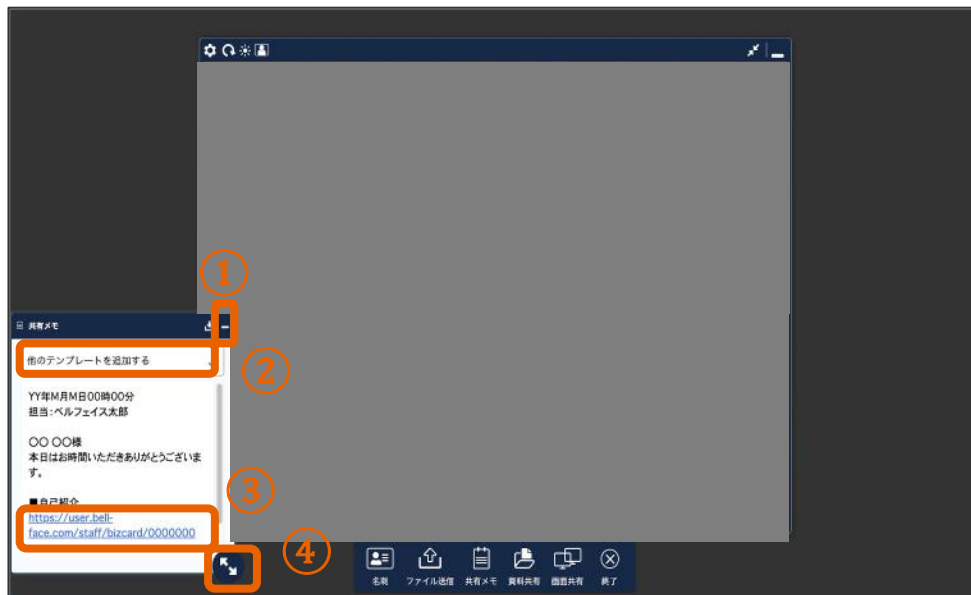 ①
共有メモ
他のテンプレートを追加する
②
YY年M月M日00時00分
担当:ベルフェイス太郎
〇〇 〇〇様
本日はお時間いただきありがとうございま
す。
③
■自己紹介
https://user.bell-
face.com/staff/bizcard/0000000
④
名刺 ファイル送信 共有メモ 資料共有 画面共有 終了